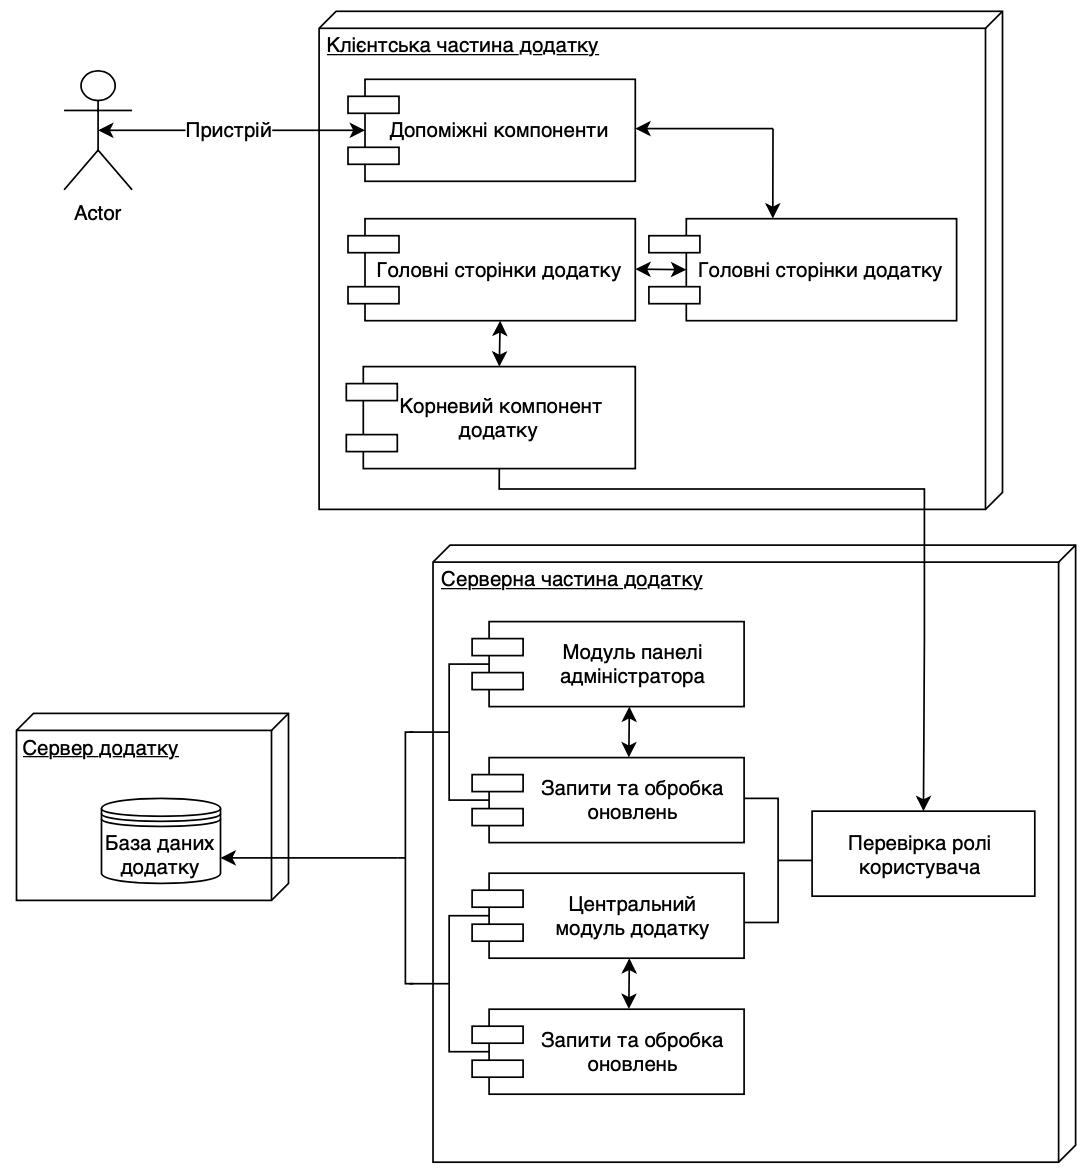 Клієнтська частина додатку
Допоміжні компоненти
Пристрій
Actor
Головні сторінки додатку
Головні сторінки додатку
Корневий компонент
додатку
Серверна частина додатку
Модуль панелі
адміністратора
Сервер додатку
База даних
додатку
Запити та обробка
оновлень
Перевірка ролі
користувача
Центральний
модуль додатку
Запити та обробка
оновлень